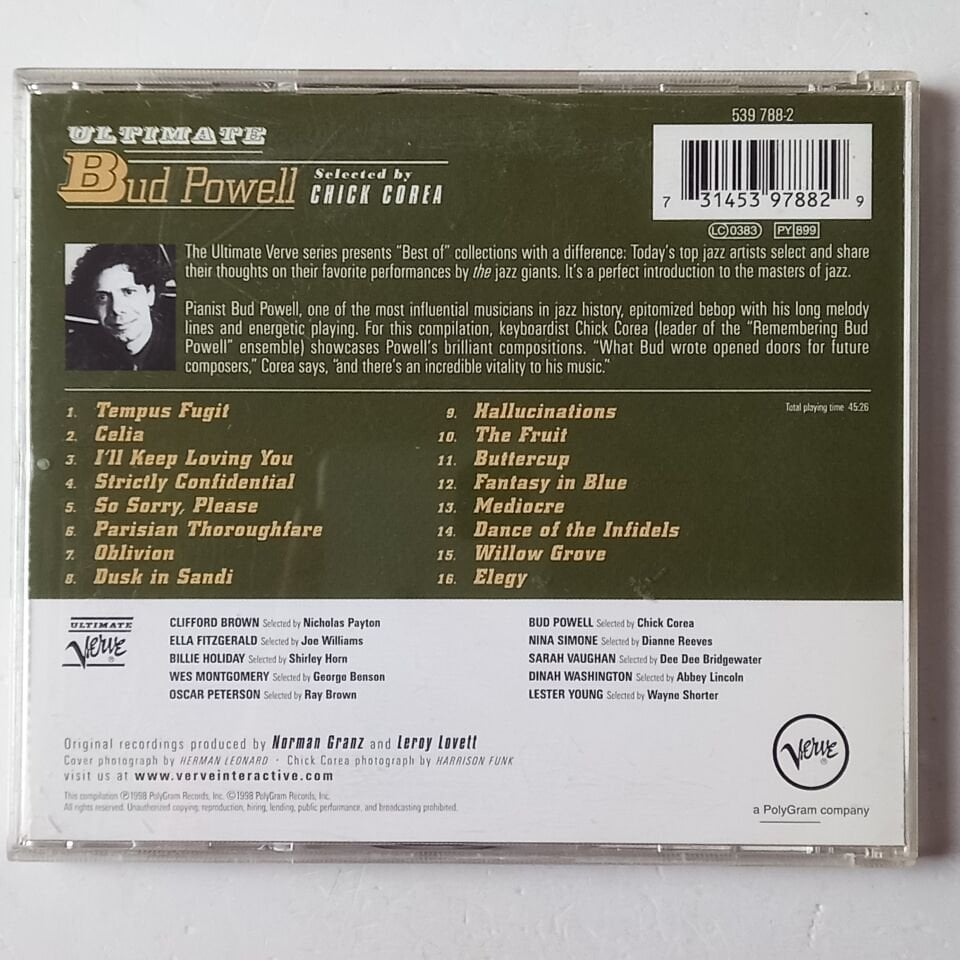 ULTIMATE
Bud Powell Selected by CHICK COREA
539 788-2
7 31453 97882 9
LC 0383 PY 899
The Ultimate Verve series presents “Best of” collections with a difference: Today's top jazz artists select and share
their thoughts on their favorite performances by the jazz giants. It's a perfect introduction to the masters of jazz.
Pianist Bud Powell, one of the most influential musicians in jazz history, epitomized bebop with his long melody
lines and energetic playing. For this compilation, keyboardist Chick Corea (leader of the “Remembering Bud
Powell” ensemble) showcases Powell's brilliant compositions. “What Bud wrote opened doors for future
composers,” Corea says, “and there's an incredible vitality to his music.”
Total playing time 45:26
1. Tempus Fugit
2. Celia
3. I'll Keep Loving You
4. Strictly Confidential
5. So Sorry, Please
6. Parisian Thoroughfare
7. Oblivion
8. Dusk in Sandi
9. Hallucinations
10. The Fruit
11. Buttercup
12. Fantasy in Blue
13. Mediocre
14. Dance of the Infidels
15. Willow Grove
16. Elegy
ULTIMATE
Verve®
CLIFFORD BROWN Selected by Nicholas Payton
ELLA FITZGERALD Selected by Joe Williams
BILLIE HOLIDAY Selected by Shirley Horn
WES MONTGOMERY Selected by George Benson
OSCAR PETERSON Selected by Ray Brown
BUD POWELL Selected by Chick Corea
NINA SIMONE Selected by Dianne Reeves
SARAH VAUGHAN Selected by Dee Dee Bridgewater
DINAH WASHINGTON Selected by Abbey Lincoln
LESTER YOUNG Selected by Wayne Shorter
Original recordings produced by Norman Granz and Leroy Lovett
Cover photograph by HERMAN LEONARD · Chick Corea photograph by HARRISON FUNK
visit us at www.verveinteractive.com
This compilation ℗1998 PolyGram Records, Inc. ©1998 PolyGram Records, Inc.
All rights reserved. Unauthorized copying, reproduction, hiring, lending, public performance, and broadcasting prohibited.
Verve®
a PolyGram company